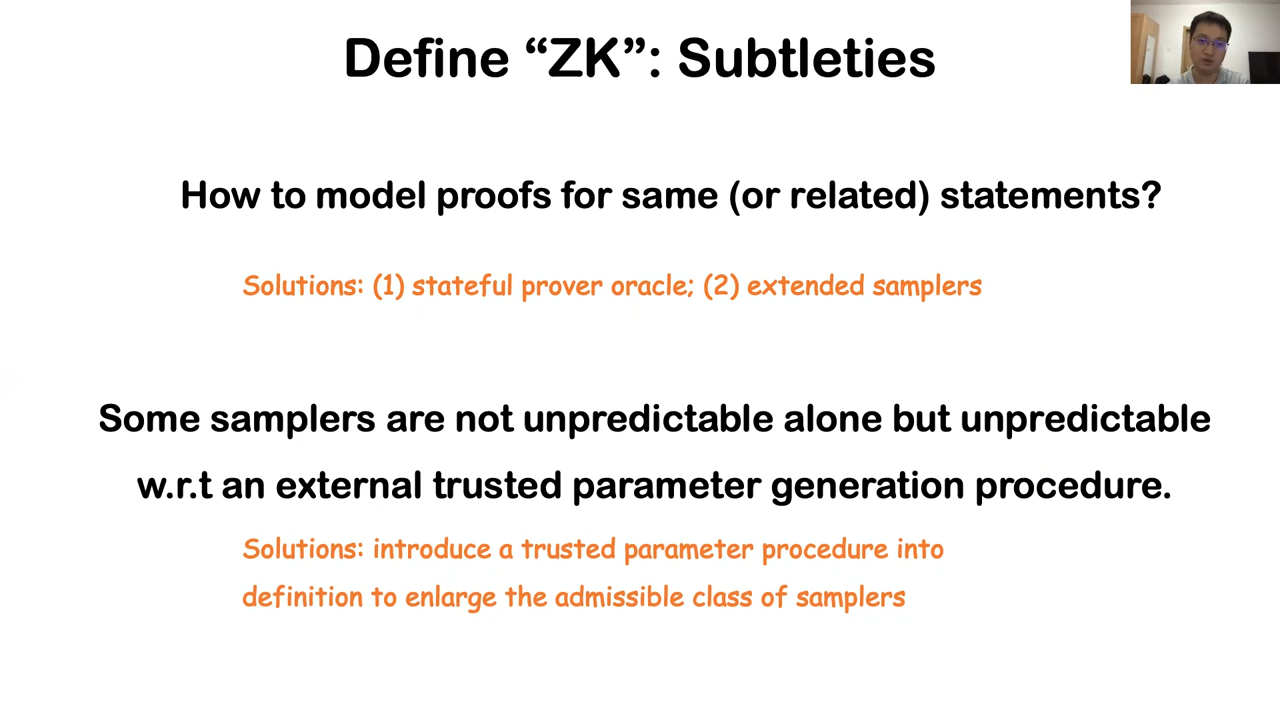 Define “ZK”: Subtleties
How to model proofs for same (or related) statements?
Solutions: (1) stateful prover oracle; (2) extended samplers
Some samplers are not unpredictable alone but unpredictable
w.r.t an external trusted parameter generation procedure.
Solutions: introduce a trusted parameter procedure into
definition to enlarge the admissible class of samplers